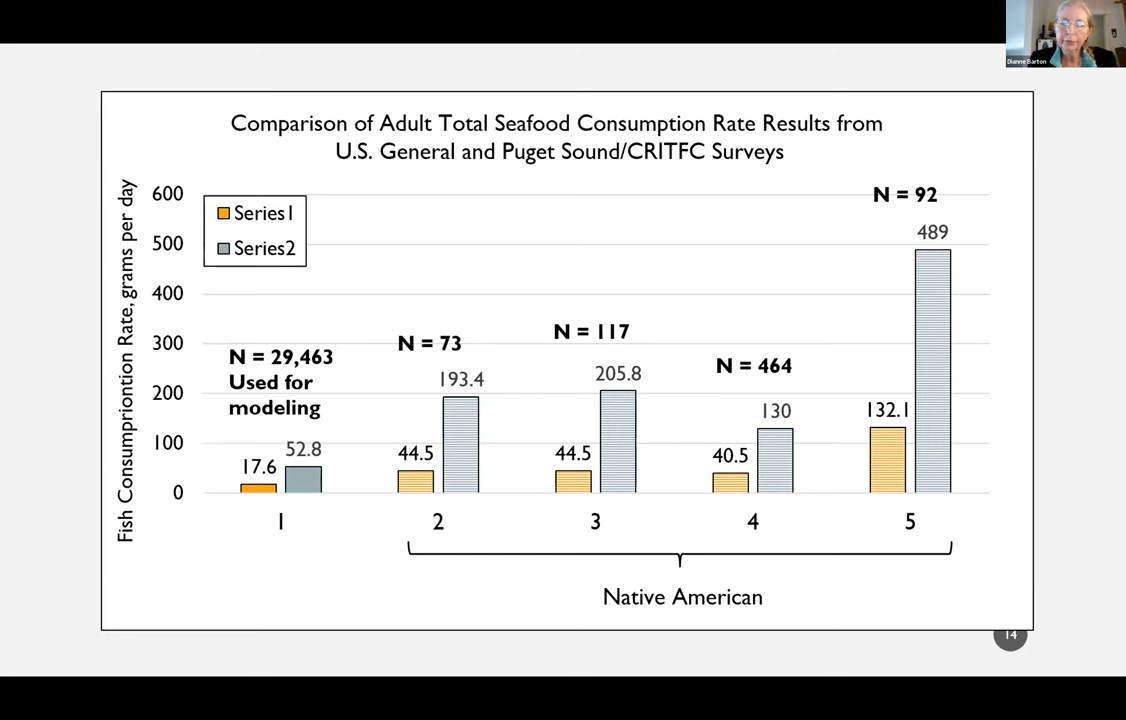 Dianne Barton
Comparison of Adult Total Seafood Consumption Rate Results from
U.S. General and Puget Sound/CRITFC Surveys
Fish Consumpriontion Rate, grams per day
600
500
400
300
200
100
0
Series1
Series2
N = 29,463
Used for
modeling
17.6
52.8
N = 73
44.5
193.4
N = 117
44.5
205.8
N = 464
40.5
130
N = 92
132.1
489
1
2
3
4
5
Native American
14